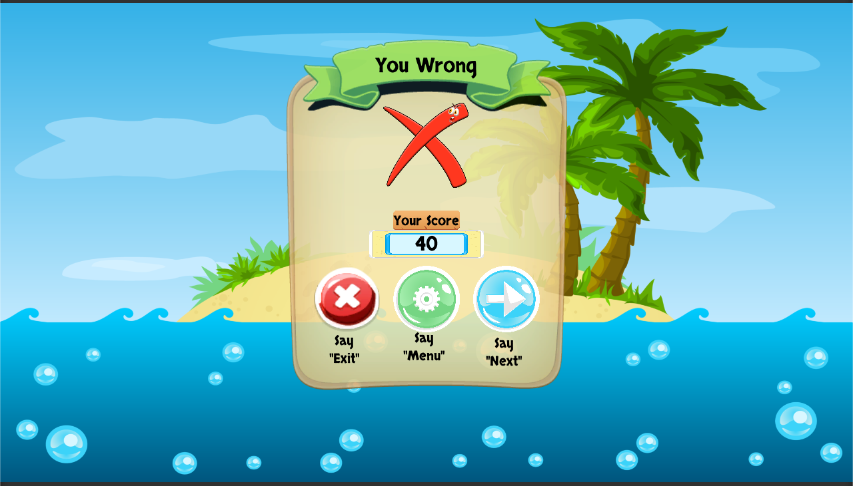 You Wrong
Your Score
40
Say
"Exit"
Say
"Menu"
Say
"Next"